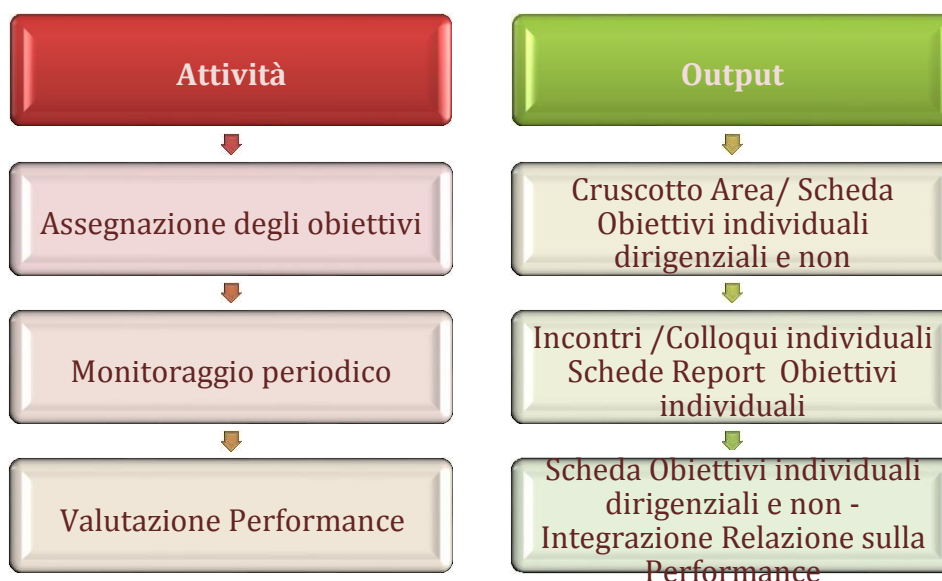 Attività
Assegnazione degli obiettivi
Monitoraggio periodico
Valutazione Performance
Output
Cruscotto Area/ Scheda
Obiettivi individuali
dirigenziali e non
Incontri /Colloqui individuali
Schede Report  Obiettivi
individuali
Scheda Obiettivi individuali
dirigenziali e non -
Integrazione Relazione sulla
Performance